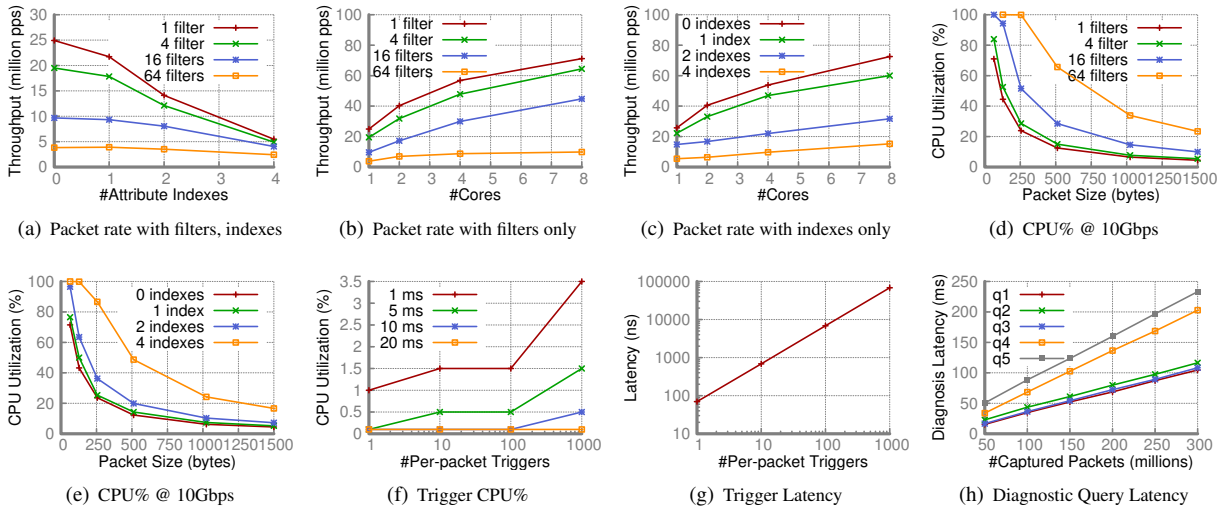 Throughput (million pps)
30
25
20
15
10
5
0
1 filter
4 filter
16 filters
64 filters
0 1 2 3 4
#Attribute Indexes
(a) Packet rate with filters, indexes
Throughput (million pps)
100
80
60
40
20
0
1 filter
4 filter
16 filters
64 filters
1 2 4 6 8
#Cores
(b) Packet rate with filters only
Throughput (million pps)
100
80
60
40
20
0
0 indexes
1 index
2 indexes
4 indexes
1 2 4 6 8
#Cores
(c) Packet rate with indexes only
CPU Utilization (%)
100
80
60
40
20
0
1 filters
4 filter
16 filters
64 filters
0 250 500 750 1000 1250 1500
Packet Size (bytes)
(d) CPU% @ 10Gbps
CPU Utilization (%)
100
80
60
40
20
0
0 indexes
1 index
2 indexes
4 indexes
0 250 500 750 1000 1250 1500
Packet Size (bytes)
(e) CPU% @ 10Gbps
CPU Utilization (%)
3.5
3
2.5
2
1.5
1
0.5
0
1 ms
5 ms
10 ms
20 ms
1 10 100 1000
#Per-packet Triggers
(f) Trigger CPU%
Latency (ns)
100000
10000
1000
100
10
1 10 100 1000
#Per-packet Triggers
(g) Trigger Latency
Diagnosis Latency (ms)
250
200
150
100
50
0
q1
q2
q3
q4
q5
50 100 150 200 250 300
#Captured Packets (millions)
(h) Diagnostic Query Latency